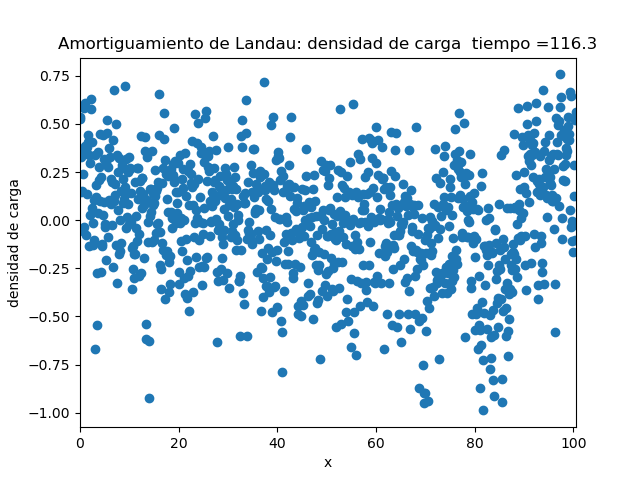 Amortiguamiento de Landau: densidad de carga  tiempo =116.3
densidad de carga
0.75
0.50
0.25
0.00
−0.25
−0.50
−0.75
−1.00
0 20 40 60 80 100
x